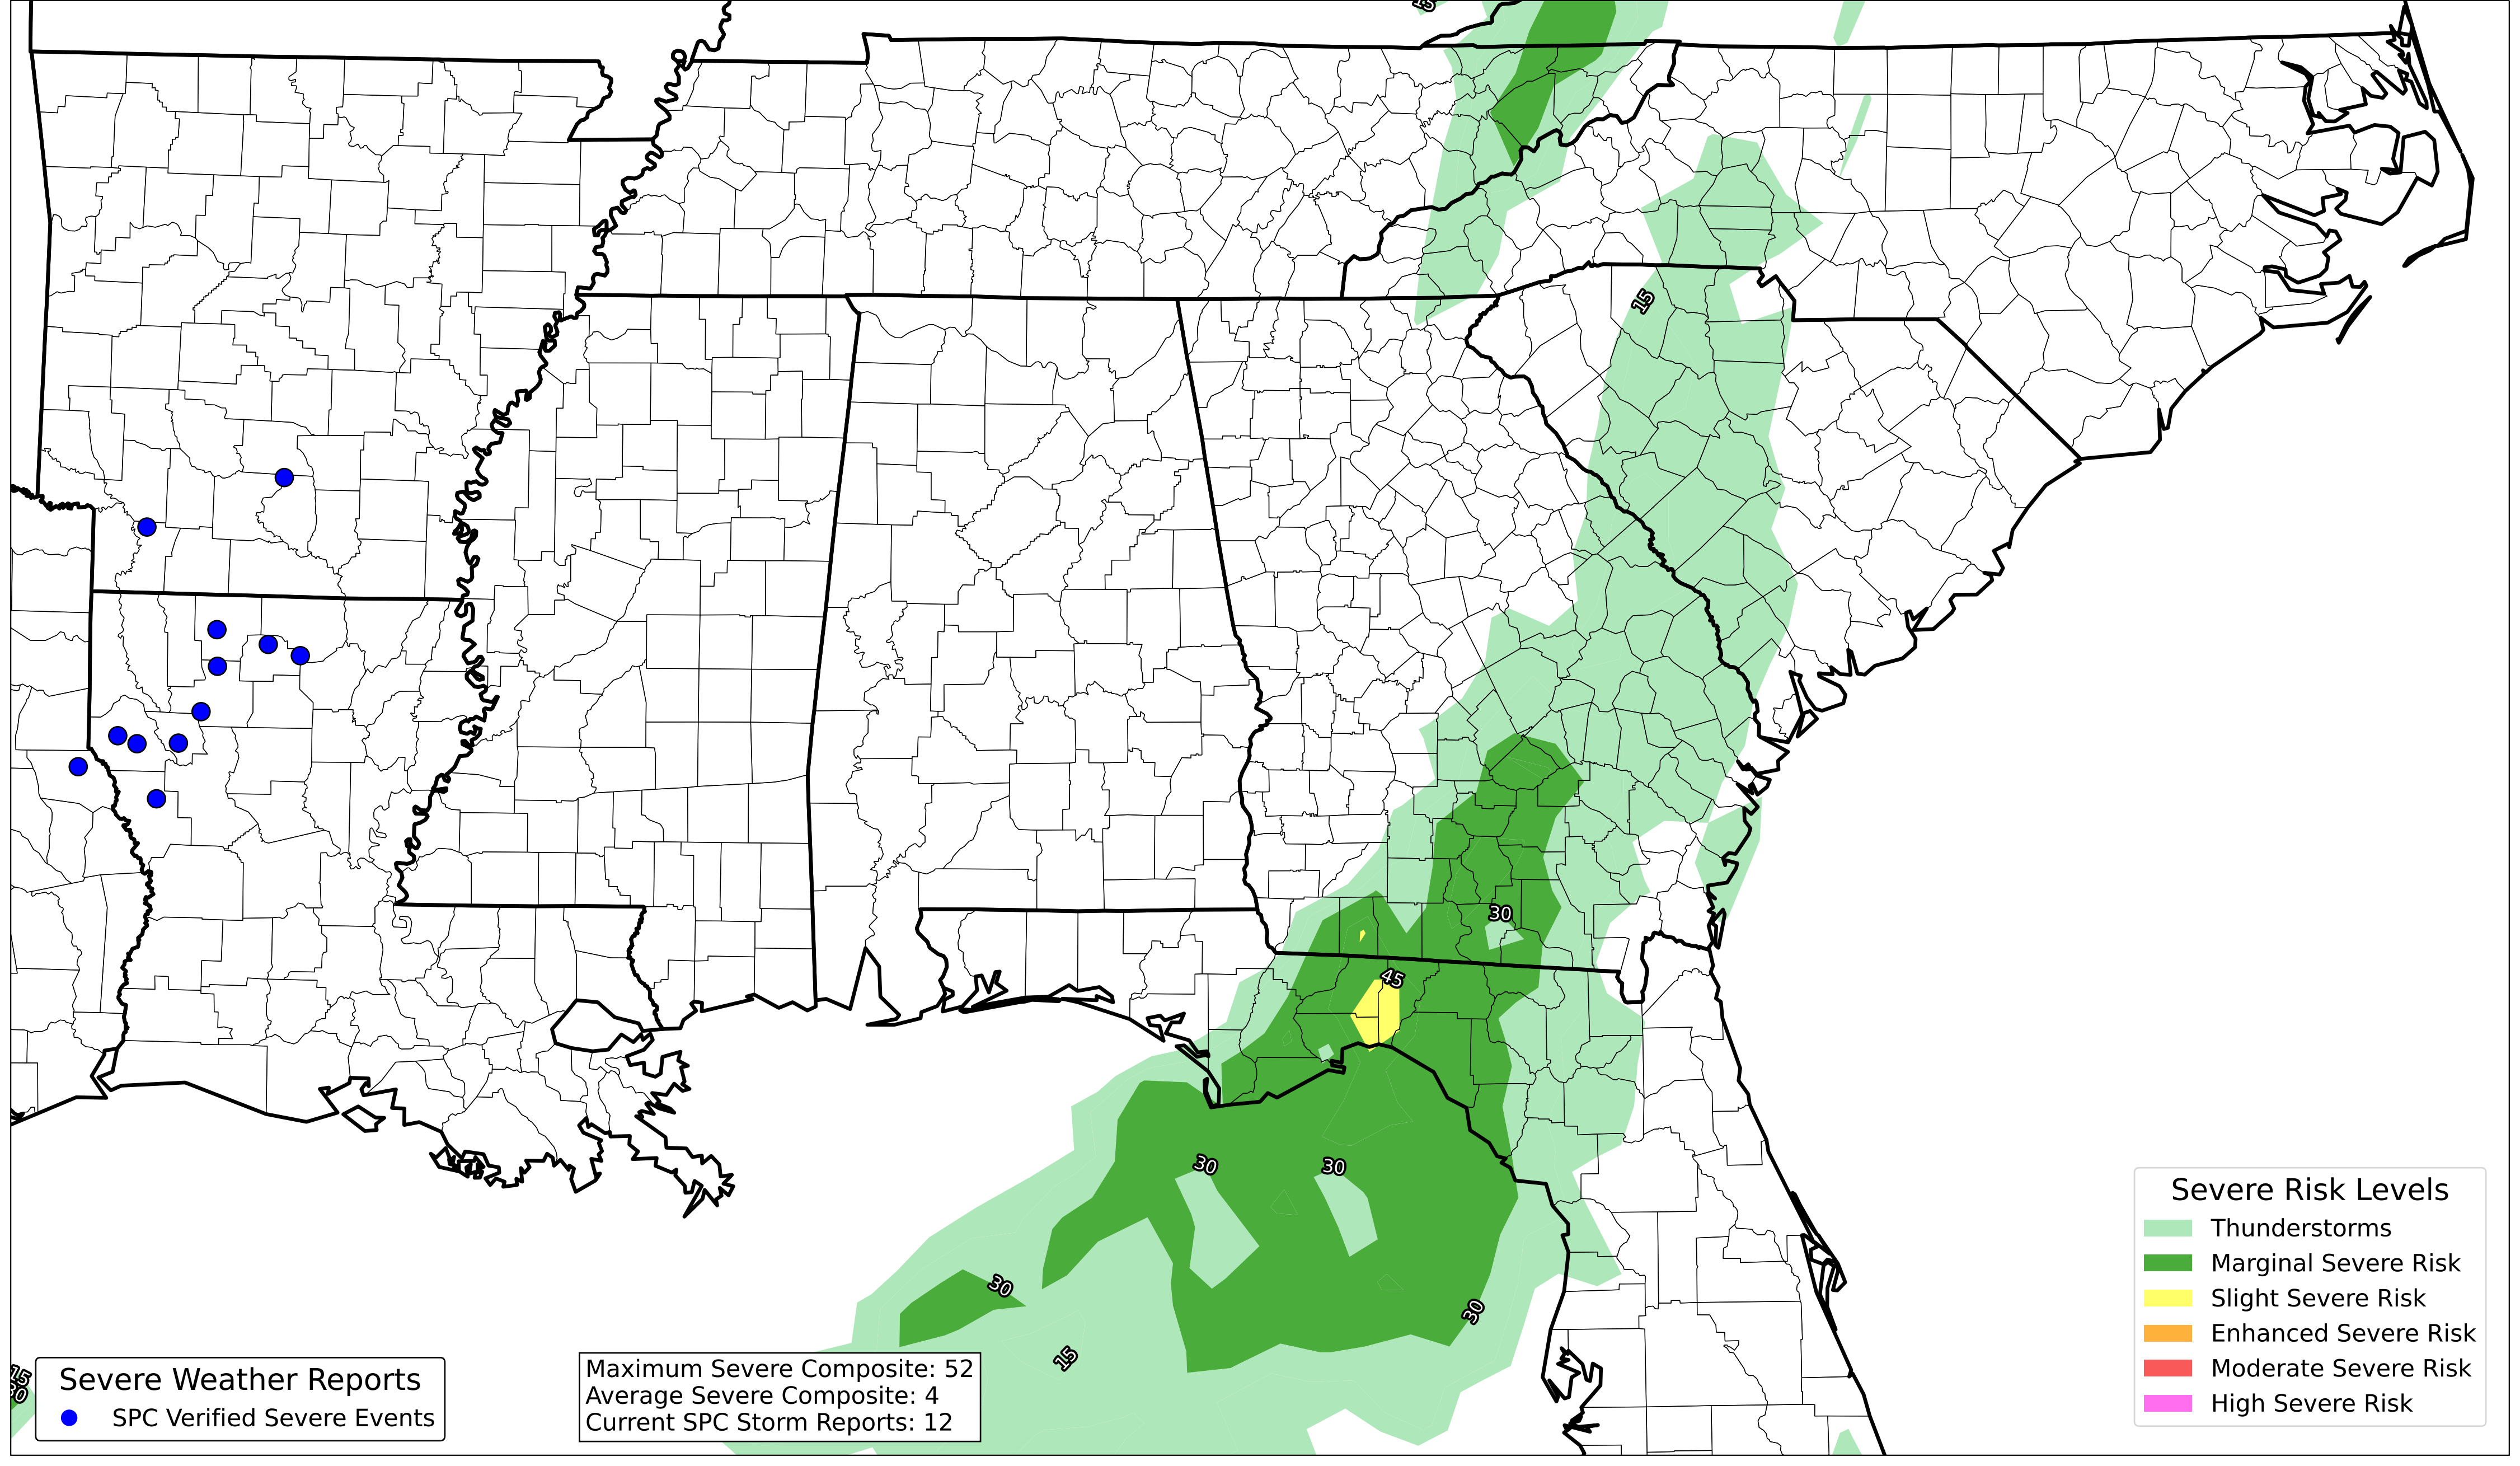 15
15
30
45
30
30
30
30
15
15
30
Severe Risk Levels
Thunderstorms
Marginal Severe Risk
Slight Severe Risk
Enhanced Severe Risk
Moderate Severe Risk
High Severe Risk
Severe Weather Reports
SPC Verified Severe Events
Maximum Severe Composite: 52
Average Severe Composite: 4
Current SPC Storm Reports: 12